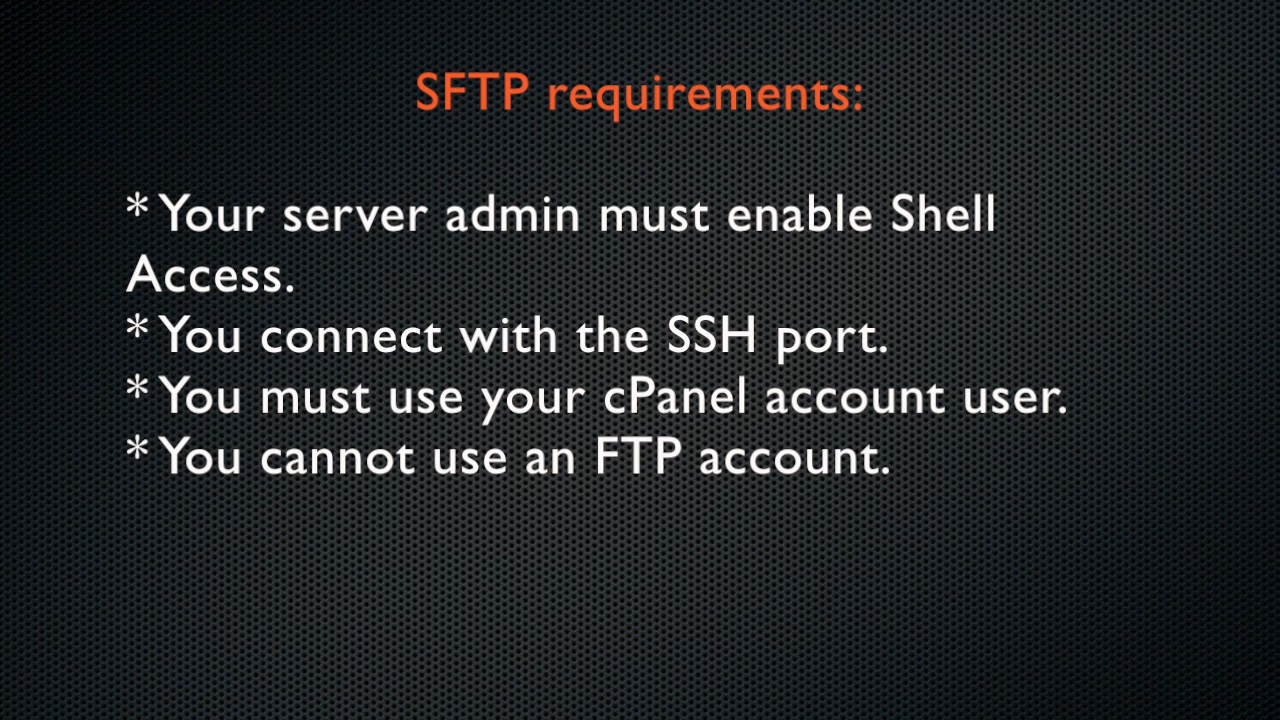 SFTP requirements:
* Your server admin must enable Shell
Access.
* You connect with the SSH port.
* You must use your cPanel account user.
* You cannot use an FTP account.